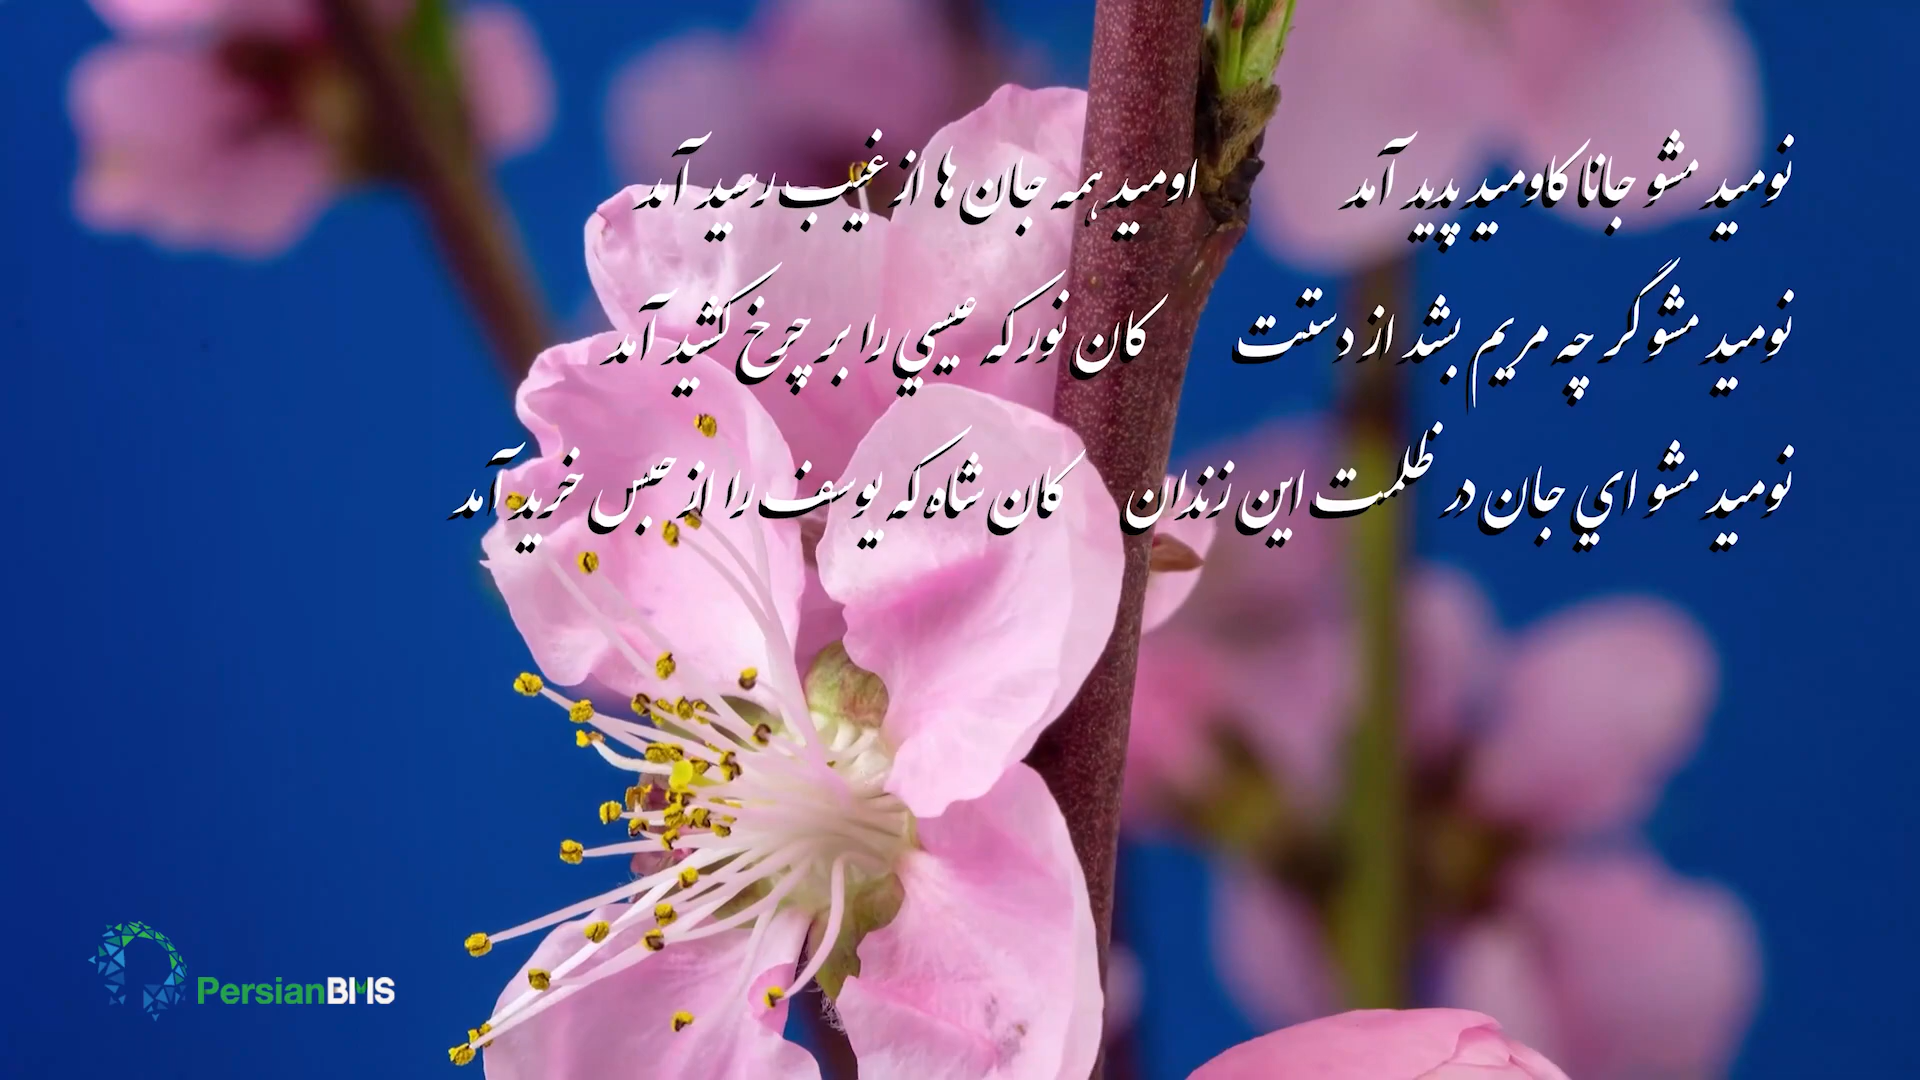 نومید مشو جانا کاومید پدید آمد اومید همه جان ها از غیب رسید آمد
نومید مشو گر چه مریم بشد از دستت کان نور که عیسي را بر چرخ کشید آمد
نومید مشو اي جان در ظلمت این زندان کان شاه که یوسف را از حبس خرید آمد
PersianBMS